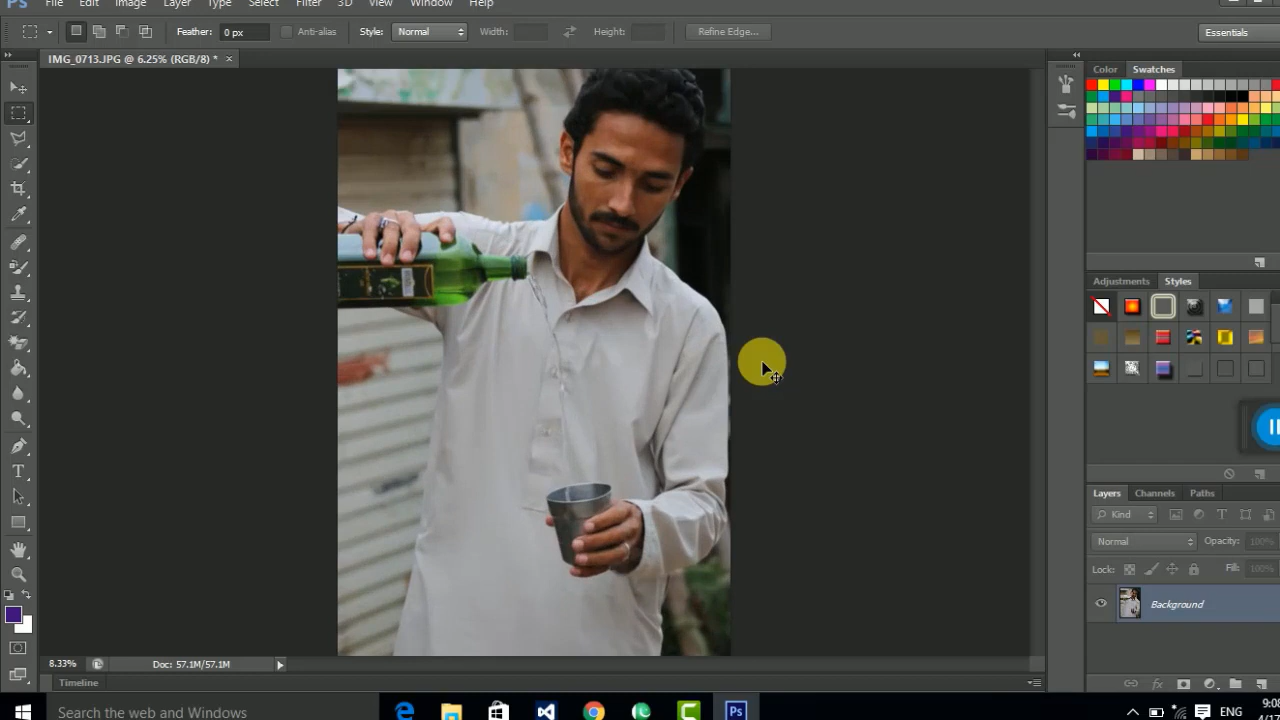 Ps File Edit Image Layer Type Select Filter 3D View Window Help
Feather: 0 px Anti-alias Style: Normal Width: Height: Refine Edge... Essentials
IMG_0713.JPG @ 6.25% (RGB/8) * ×
Color Swatches
Adjustments Styles
Layers Channels Paths
Kind
Normal Opacity: 100%
Lock: Fill: 100%
Background
8.33% Doc: 57.1M/57.1M
Timeline
Search the web and Windows
Ps
ENG